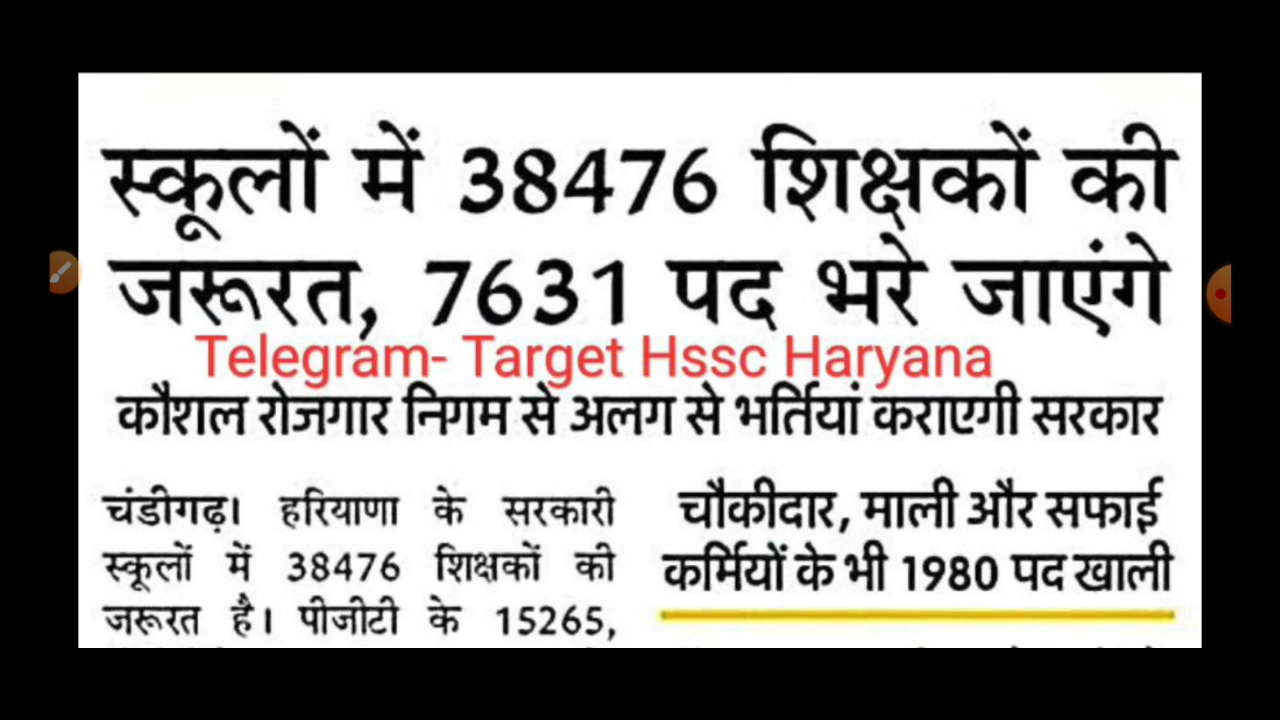 स्कूलों में 38476 शिक्षकों की
जरूरत, 7631 पद भरे जाएंगे
Telegram- Target Hssc Haryana
कौशल रोजगार निगम से अलग से भर्तियां कराएगी सरकार
चंडीगढ़। हरियाणा के सरकारी
स्कूलों में 38476 शिक्षकों की
जरूरत है। पीजीटी के 15265,
चौकीदार, माली और सफाई
कर्मियों के भी 1980 पद खाली